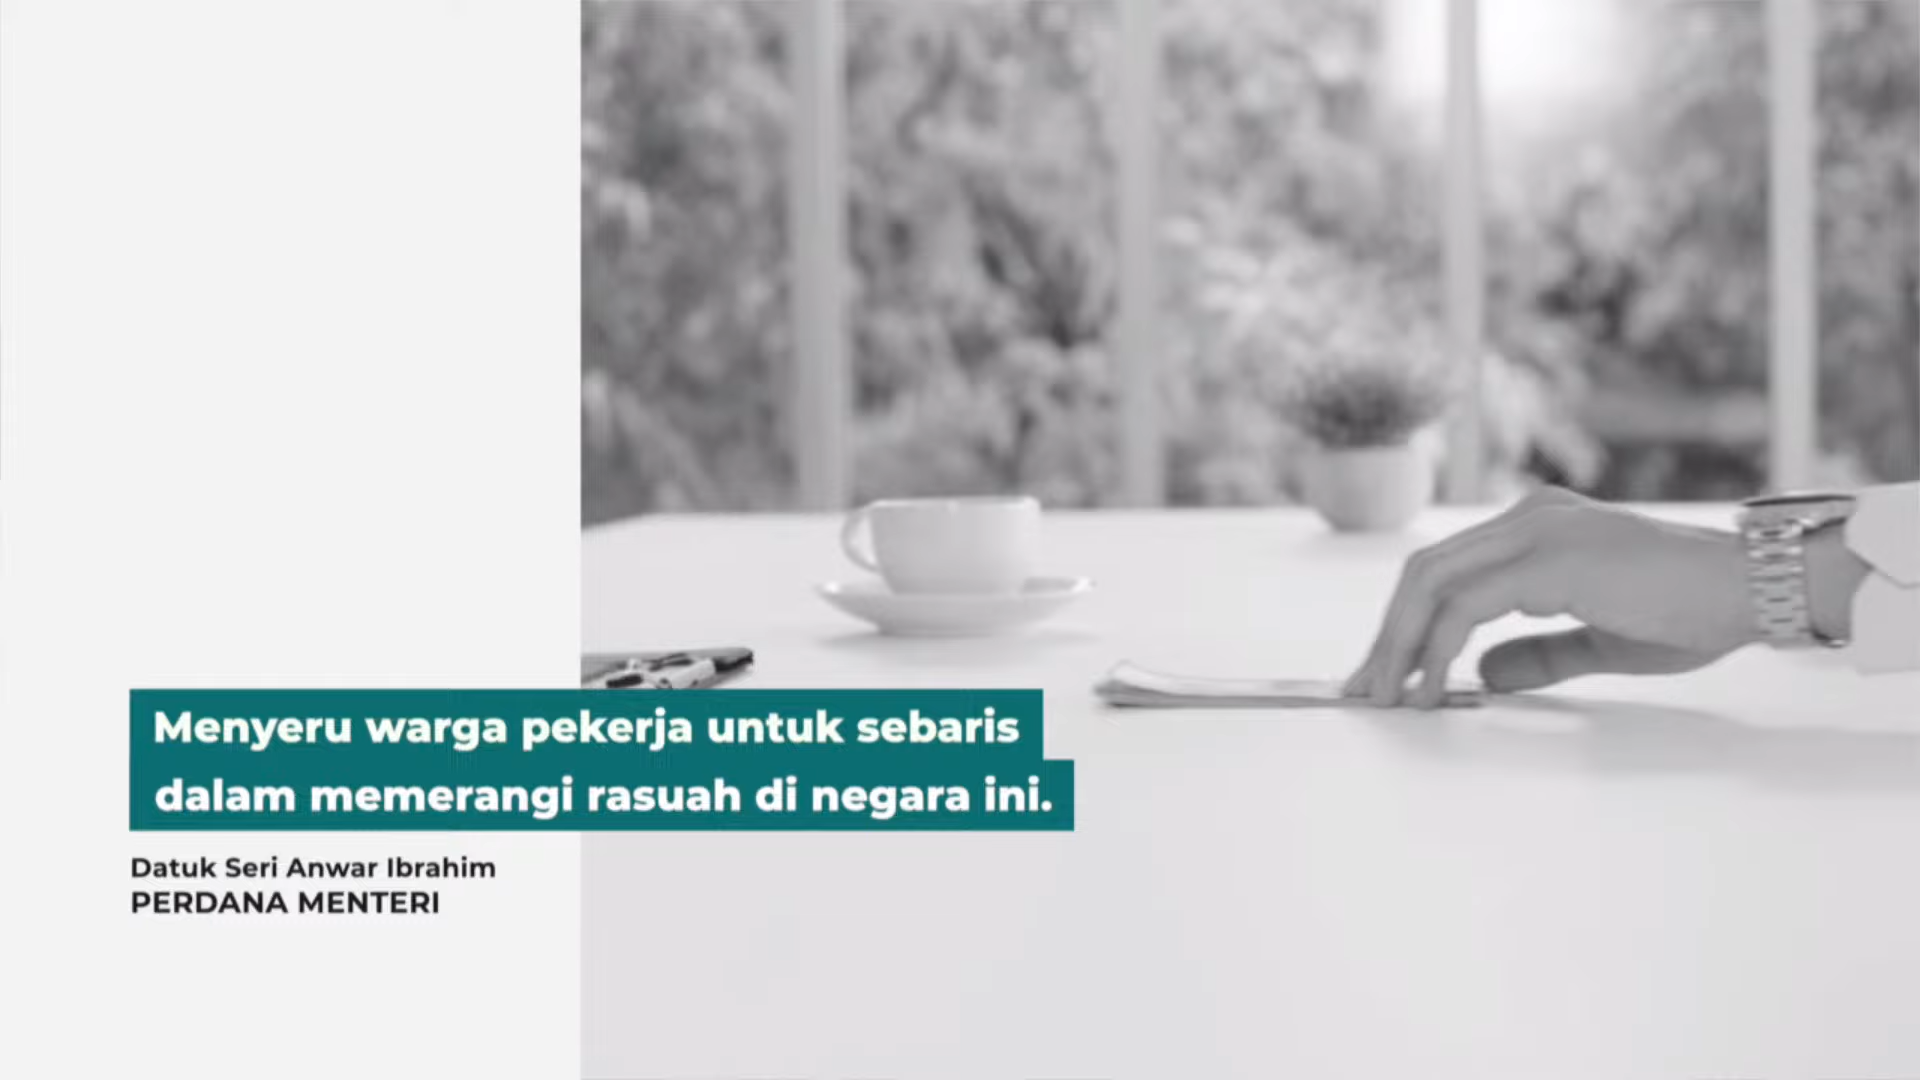 Menyeru warga pekerja untuk sebaris
dalam memerangi rasuah di negara ini.
Datuk Seri Anwar Ibrahim
PERDANA MENTERI